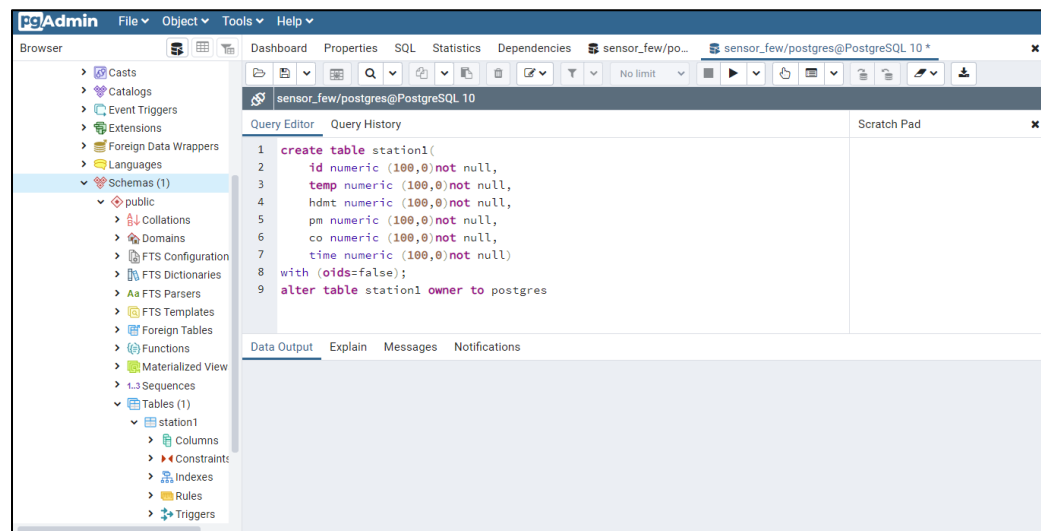 pgAdmin File Object Tools Help
Browser
Dashboard Properties SQL Statistics Dependencies sensor_few/po... sensor_few/postgres@PostgreSQL 10 *
Casts
Catalogs
Event Triggers
Extensions
Foreign Data Wrappers
Languages
Schemas (1)
public
Collations
Domains
FTS Configuration
FTS Dictionaries
Aa FTS Parsers
FTS Templates
Foreign Tables
Functions
Materialized View
1..3 Sequences
Tables (1)
station1
Columns
Constraints
Indexes
Rules
Triggers
No limit
sensor_few/postgres@PostgreSQL 10
Query Editor Query History
Scratch Pad
1 create table station1(
2 id numeric (100,0)not null,
3 temp numeric (100,0)not null,
4 hdmt numeric (100,0)not null,
5 pm numeric (100,0)not null,
6 co numeric (100,0)not null,
7 time numeric (100,0)not null)
8 with (oids=false);
9 alter table station1 owner to postgres
Data Output Explain Messages Notifications